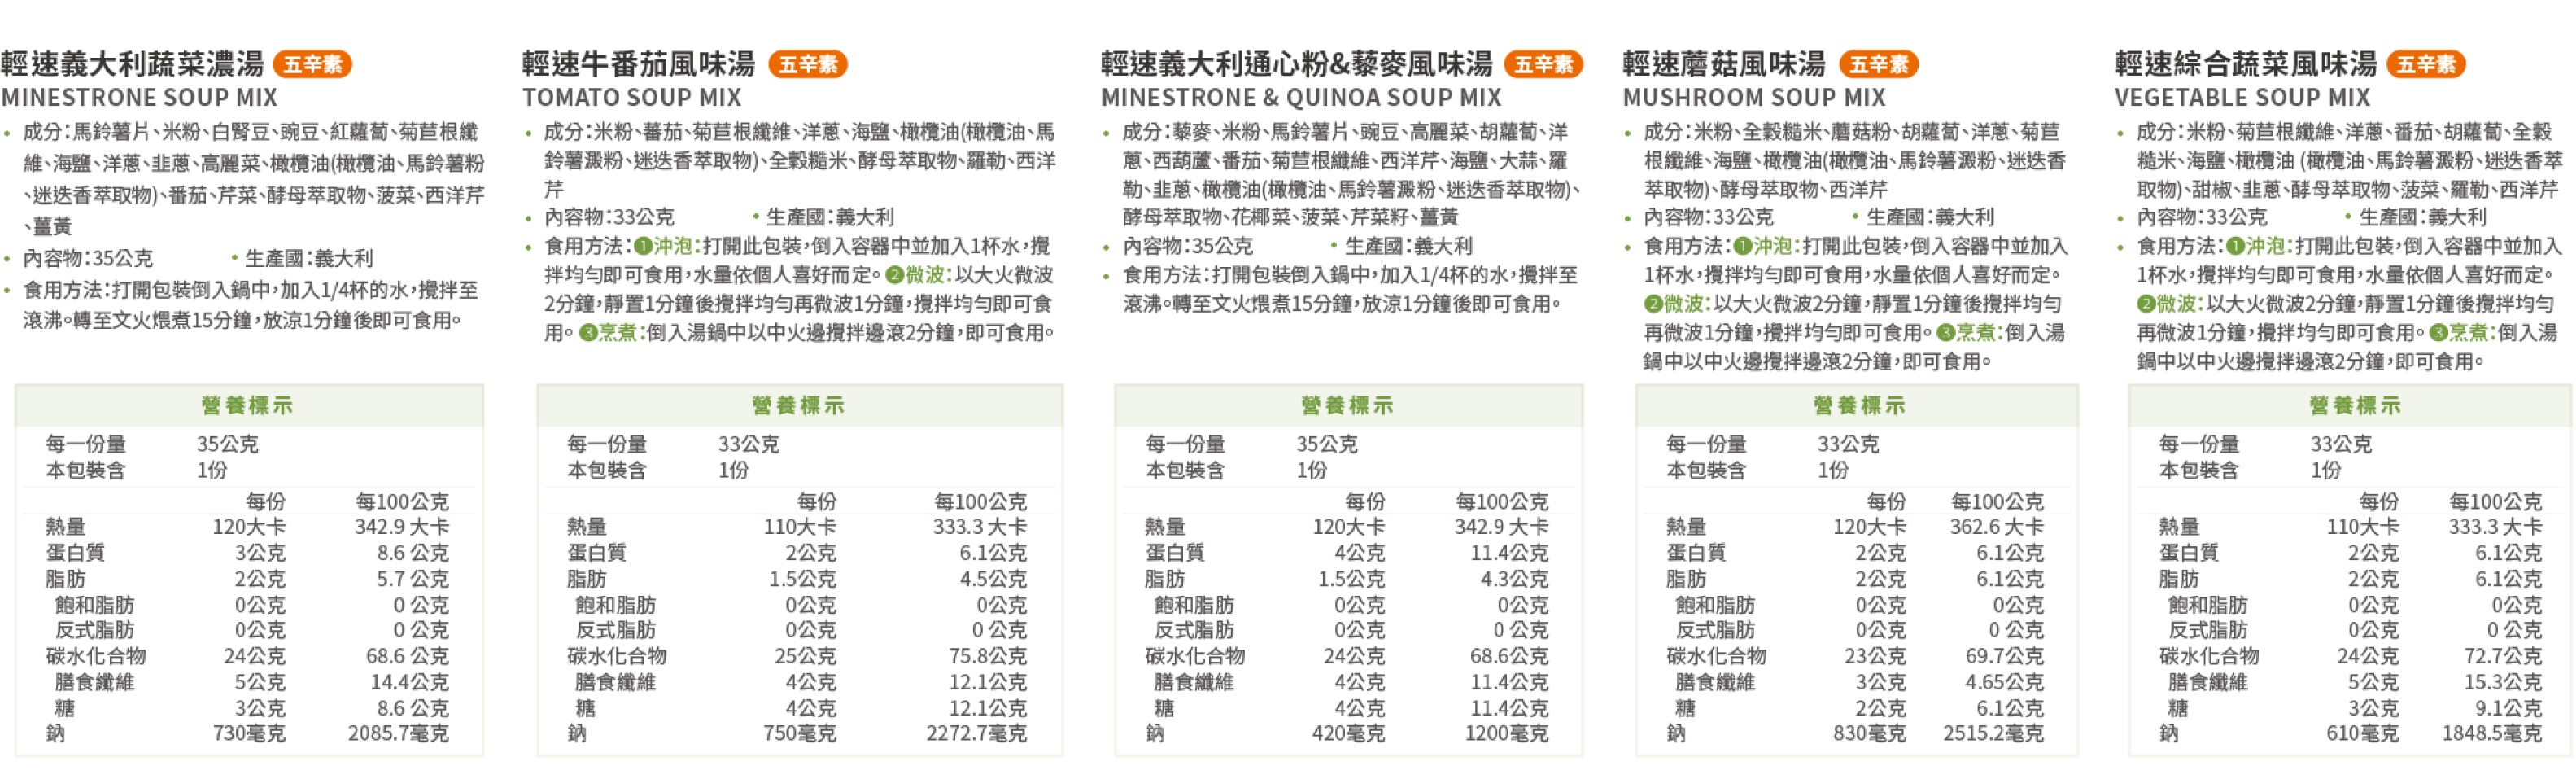 輕速義大利蔬菜濃湯 五辛素
MINESTRONE SOUP MIX
• 成分:馬鈴薯片、米粉、白腎豆、豌豆、紅蘿蔔、菊苣根纖
維、海鹽、洋蔥、韭蔥、高麗菜、橄欖油(橄欖油、馬鈴薯粉
、迷迭香萃取物)、番茄、芹菜、酵母萃取物、菠菜、西洋芹
、薑黃
• 內容物:35公克 • 生產國:義大利
• 食用方法:打開包裝倒入鍋中,加入1/4杯的水,攪拌至
滾沸。轉至文火煨煮15分鐘,放涼1分鐘後即可食用。
營養標示
每一份量 35公克
本包裝含 1份
每份 每100公克
熱量 120大卡 342.9 大卡
蛋白質 3公克 8.6 公克
脂肪 2公克 5.7 公克
飽和脂肪 0公克 0 公克
反式脂肪 0公克 0 公克
碳水化合物 24公克 68.6 公克
膳食纖維 5公克 14.4公克
糖 3公克 8.6 公克
鈉 730毫克 2085.7毫克
輕速牛番茄風味湯 五辛素
TOMATO SOUP MIX
• 成分:米粉、蕃茄、菊苣根纖維、洋蔥、海鹽、橄欖油(橄欖油、馬
鈴薯澱粉、迷迭香萃取物)、全穀糙米、酵母萃取物、羅勒、西洋
芹
• 內容物:33公克 • 生產國:義大利
• 食用方法:❶沖泡:打開此包裝,倒入容器中並加入1杯水,攪
拌均勻即可食用,水量依個人喜好而定。❷微波:以大火微波
2分鐘,靜置1分鐘後攪拌均勻再微波1分鐘,攪拌均勻即可食
用。❸烹煮:倒入湯鍋中以中火邊攪拌邊滾2分鐘,即可食用。
營養標示
每一份量 33公克
本包裝含 1份
每份 每100公克
熱量 110大卡 333.3 大卡
蛋白質 2公克 6.1公克
脂肪 1.5公克 4.5公克
飽和脂肪 0公克 0公克
反式脂肪 0公克 0 公克
碳水化合物 25公克 75.8公克
膳食纖維 4公克 12.1公克
糖 4公克 12.1公克
鈉 750毫克 2272.7毫克
輕速義大利通心粉&藜麥風味湯 五辛素
MINESTRONE & QUINOA SOUP MIX
• 成分:藜麥、米粉、馬鈴薯片、豌豆、高麗菜、胡蘿蔔、洋
蔥、西葫蘆、番茄、菊苣根纖維、西洋芹、海鹽、大蒜、羅
勒、韭蔥、橄欖油(橄欖油、馬鈴薯澱粉、迷迭香萃取物)、
酵母萃取物、花椰菜、菠菜、芹菜籽、薑黃
• 內容物:35公克 • 生產國:義大利
• 食用方法:打開包裝倒入鍋中,加入1/4杯的水,攪拌至
滾沸。轉至文火煨煮15分鐘,放涼1分鐘後即可食用。
營養標示
每一份量 35公克
本包裝含 1份
每份 每100公克
熱量 120大卡 342.9 大卡
蛋白質 4公克 11.4公克
脂肪 1.5公克 4.3公克
飽和脂肪 0公克 0公克
反式脂肪 0公克 0 公克
碳水化合物 24公克 68.6公克
膳食纖維 4公克 11.4公克
糖 4公克 11.4公克
鈉 420毫克 1200毫克
輕速蘑菇風味湯 五辛素
MUSHROOM SOUP MIX
• 成分:米粉、全穀糙米、蘑菇粉、胡蘿蔔、洋蔥、菊苣
根纖維、海鹽、橄欖油(橄欖油、馬鈴薯澱粉、迷迭香
萃取物)、酵母萃取物、西洋芹
• 內容物:33公克 • 生產國:義大利
• 食用方法:❶沖泡:打開此包裝,倒入容器中並加入
1杯水,攪拌均勻即可食用,水量依個人喜好而定。
❷微波:以大火微波2分鐘,靜置1分鐘後攪拌均勻
再微波1分鐘,攪拌均勻即可食用。❸烹煮:倒入湯
鍋中以中火邊攪拌邊滾2分鐘,即可食用。
營養標示
每一份量 33公克
本包裝含 1份
每份 每100公克
熱量 120大卡 362.6 大卡
蛋白質 2公克 6.1公克
脂肪 2公克 6.1公克
飽和脂肪 0公克 0公克
反式脂肪 0公克 0 公克
碳水化合物 23公克 69.7公克
膳食纖維 3公克 4.65公克
糖 2公克 6.1公克
鈉 830毫克 2515.2毫克
輕速綜合蔬菜風味湯 五辛素
VEGETABLE SOUP MIX
• 成分:米粉、菊苣根纖維、洋蔥、番茄、胡蘿蔔、全穀
糙米、海鹽、橄欖油 (橄欖油、馬鈴薯澱粉、迷迭香萃
取物)、甜椒、韭蔥、酵母萃取物、菠菜、羅勒、西洋芹
• 內容物:33公克 • 生產國:義大利
• 食用方法:❶沖泡:打開此包裝,倒入容器中並加入
1杯水,攪拌均勻即可食用,水量依個人喜好而定。
❷微波:以大火微波2分鐘,靜置1分鐘後攪拌均勻
再微波1分鐘,攪拌均勻即可食用。❸烹煮:倒入湯
鍋中以中火邊攪拌邊滾2分鐘,即可食用。
營養標示
每一份量 33公克
本包裝含 1份
每份 每100公克
熱量 110大卡 333.3 大卡
蛋白質 2公克 6.1公克
脂肪 2公克 6.1公克
飽和脂肪 0公克 0公克
反式脂肪 0公克 0 公克
碳水化合物 24公克 72.7公克
膳食纖維 5公克 15.3公克
糖 3公克 9.1公克
鈉 610毫克 1848.5毫克